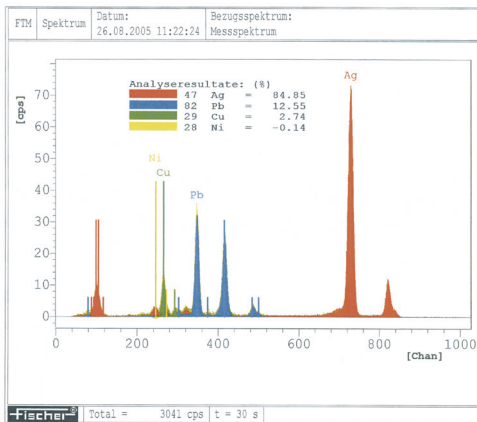 FTM Spektrum Datum: Bezugsspektrum:
26.08.2005 11:22:24 Messspektrum
Analyseresultate: (%)
47 Ag = 84.85
82 Pb = 12.55
29 Cu = 2.74
28 Ni = -0.14
Ag
Ni
Cu
Pb
[cps]
70
60
50
40
30
20
10
0
0 200 400 600 800 1000
[Chan]
Fischer® Total = 3041 cps t = 30 s